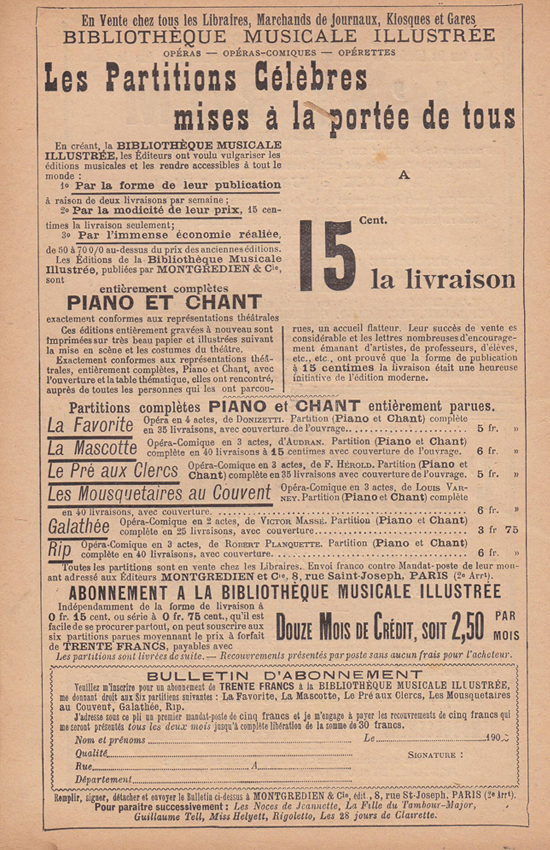 En Vente chez tous les Libraires, Marchands de Journaux, Kiosques et Gares
BIBLIOTHÈQUE MUSICALE ILLUSTRÉE
OPÉRAS — OPÉRAS-COMIQUES — OPÉRETTES
Les Partitions Célèbres
mises à la portée de tous
En créant, la BIBLIOTHÈQUE MUSICALE
ILLUSTRÉE, les Éditeurs ont voulu vulgariser les
éditions musicales et les rendre accessibles à tout le
monde :
1o Par la forme de leur publication
à raison de deux livraisons par semaine ;
2o Par la modicité de leur prix, 15 cen-
times la livraison seulement;
3o Par l'immense économie réaliée,
de 50 à 70 0/0 au-dessus du prix des anciennes éditions.
Les Éditions de la Bibliothèque Musicale
Illustrée, publiées par MONTGREDIEN & Cie,
sont
entièrement complètes
PIANO ET CHANT
exactement conformes aux représentations théâtrales
A
15 Cent.
la livraison
Ces éditions entièrement gravées à nouveau sont
Imprimées sur très beau papier et illustrées suivant
la mise en scène et les costumes du théâtre.
Exactement conformes aux représentations théâ-
trales, entièrement complètes, Piano et Chant, avec
l'ouverture et la table thématique, elles ont rencontré,
auprès de toutes les personnes qui les ont parcou-
rues, un accueil flatteur. Leur succès de vente es
considérable et les lettres nombreuses d'encourage-
ment émanant d'artistes, de professeurs, d'élèves,
etc., etc., ont prouvé que la forme de publication
à 15 centimes la livraison était une heureuse
initiative de l'édition moderne.
Partitions complètes PIANO et CHANT entièrement parues.
La Favorite Opéra en 4 actes, de DONIZETTI. Partition (Piano et Chant) complète
en 35 livraisons, avec couverture de l'ouvrage... 5 fr. »
La Mascotte Opéra-Comique en 3 actes, d'AUDRAN. Partition (Piano et Chant)
complète en 40 livraisons à 15 centimes avec couverture de l'ouvrage. 6 fr. »
Le Pré aux Clercs Opéra-Comique en 3 actes, de F. HÉROLD. Partition (Piano et
Chant) complète en 35 livraisons avec couverture de l'ouvrage. 5 fr. »
Les Mousquetaires au Couvent Opéra-Comique en 3 actes, de LOUIS VAR-
NEY. Partition (Piano et Chant) complète
en 40 livraisons, avec couverture... 6 fr. »
Galathée Opéra-Comique en 2 actes, de VICTOR MASSÉ. Partition (Piano et Chant)
complète en 25 livraisons, avec couverture... 3 fr 75
Rip Opéra-Comique en 3 actes, de ROBERT PLANQUETTE. Partition (Piano et Chant)
complète en 40 livraisons, avec couverture... 6 fr. »
Toutes les partitions sont en vente chez les Libraires. Envoi franco contre Mandat-poste de leur mon-
ant adressé aux Éditeurs MONTGREDIEN et Cie, 8, rue Saint-Joseph, PARIS (2e Arrt).
ABONNEMENT A LA BIBLIOTHÈQUE MUSICALE ILLUSTRÉE
Indépendamment de la forme de livraison à
0 fr. 15 cent. ou série à 0 fr. 75 cent., qu'il est
facile de se procurer partout, on peut souscrire aux
six partitions parues moyennant le prix à forfait
de TRENTE FRANCS, payables avec
DOUZE MOIS DE CRÉDIT, SOIT 2,50 PAR MOIS
Les partitions sont livrées de suite.— Recouvrements présentés par poste sans aucun frais pour l'acheteur.
BULLETIN D'ABONNEMENT
Veuillez m'inscrire pour un abonnement de TRENTE FRANCS à la BIBLIOTHÈQUE MUSICALE ILLUSTRÉE,
me donnant droit aux Six partitions suivantes : La Favorite, La Mascotte, Le Pré aux Clercs, Les Mousquetaires
au Couvent, Galathée, Rip.
J'adresse sous ce pli un premier mandat-poste de cinq francs et je m'engage à payer les recouvrements de cinq francs qui
me seront présentés tous les deux mois jusqu'à complète libération de la somme de 30 francs.
Nom et prénoms Le 190
Qualité SIGNATURE :
Rue A
Département
Remplir, signer, détacher et envoyer le Bulletin ci-dessus à MONTGREDIEN & Cie, édit., 8, rue St-Joseph, PARIS (2e Arrt).
Pour paraitre successivement : Les Noces de Jeannette, La Fille du Tambour-Major,
Guillaume Tell, Miss Helyett, Rigoletto, Les 28 jours de Clairette.